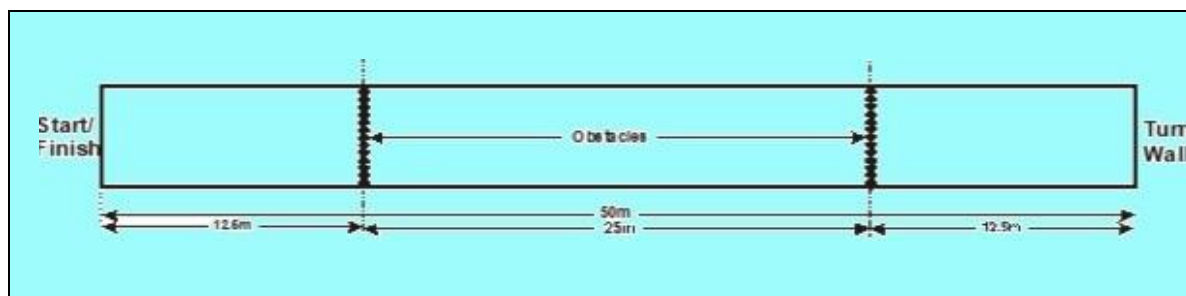 Start/
Finish
Obstacles
Turn
Wall
50m
12.5m
25m
12.5m